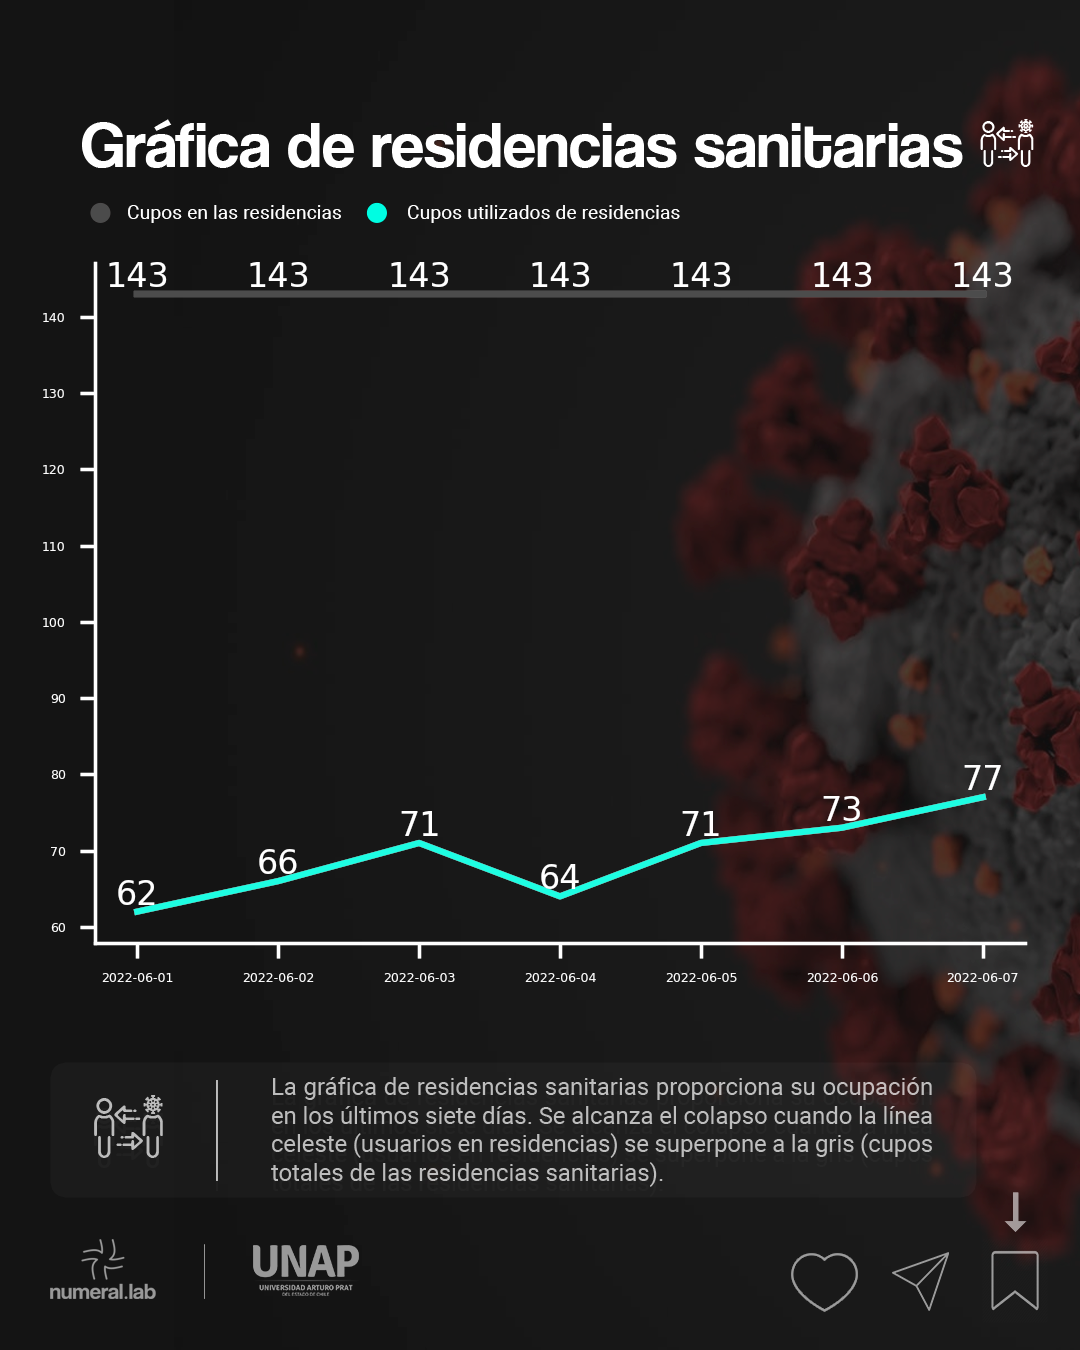 Gráfica de residencias sanitarias
Cupos en las residencias Cupos utilizados de residencias
143 143 143 143 143 143 143
140
130
120
110
100
90
80
70
60
62 66 71 64 71 73 77
2022-06-01 2022-06-02 2022-06-03 2022-06-04 2022-06-05 2022-06-06 2022-06-07
La gráfica de residencias sanitarias proporciona su ocupación
en los últimos siete días. Se alcanza el colapso cuando la línea
celeste (usuarios en residencias) se superpone a la gris (cupos
totales de las residencias sanitarias).
numeral.lab
UNAP
UNIVERSIDAD ARTURO PRAT
DEL ESTADO DE CHILE